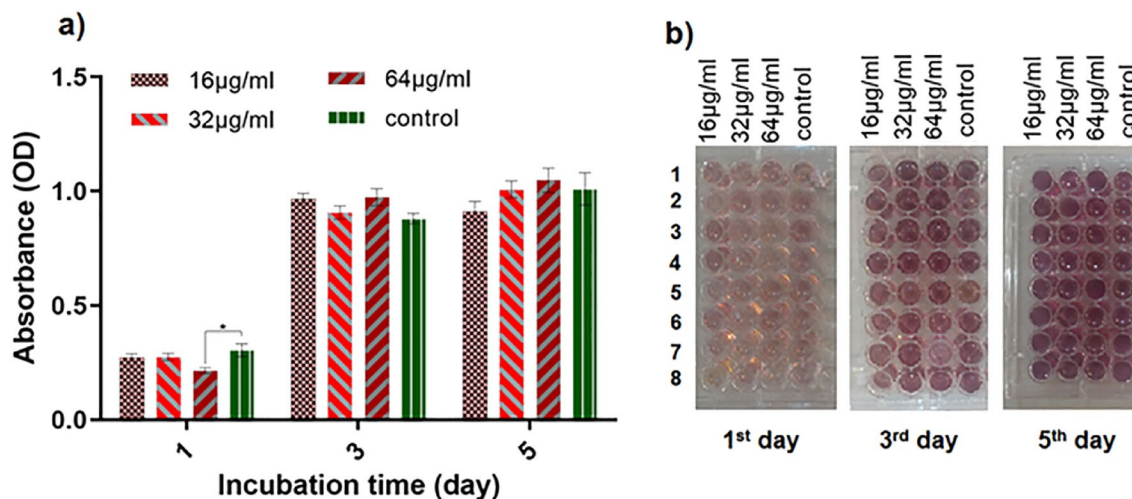 a)
1.5
1.0
0.5
0.0
Absorbance (OD)
16µg/ml
32µg/ml
64µg/ml
control
*
1
3
5
Incubation time (day)
b)
16µg/ml
32µg/ml
64µg/ml
control
16µg/ml
32µg/ml
64µg/ml
control
16µg/ml
32µg/ml
64µg/ml
control
1
2
3
4
5
6
7
8
1st day
3rd day
5th day